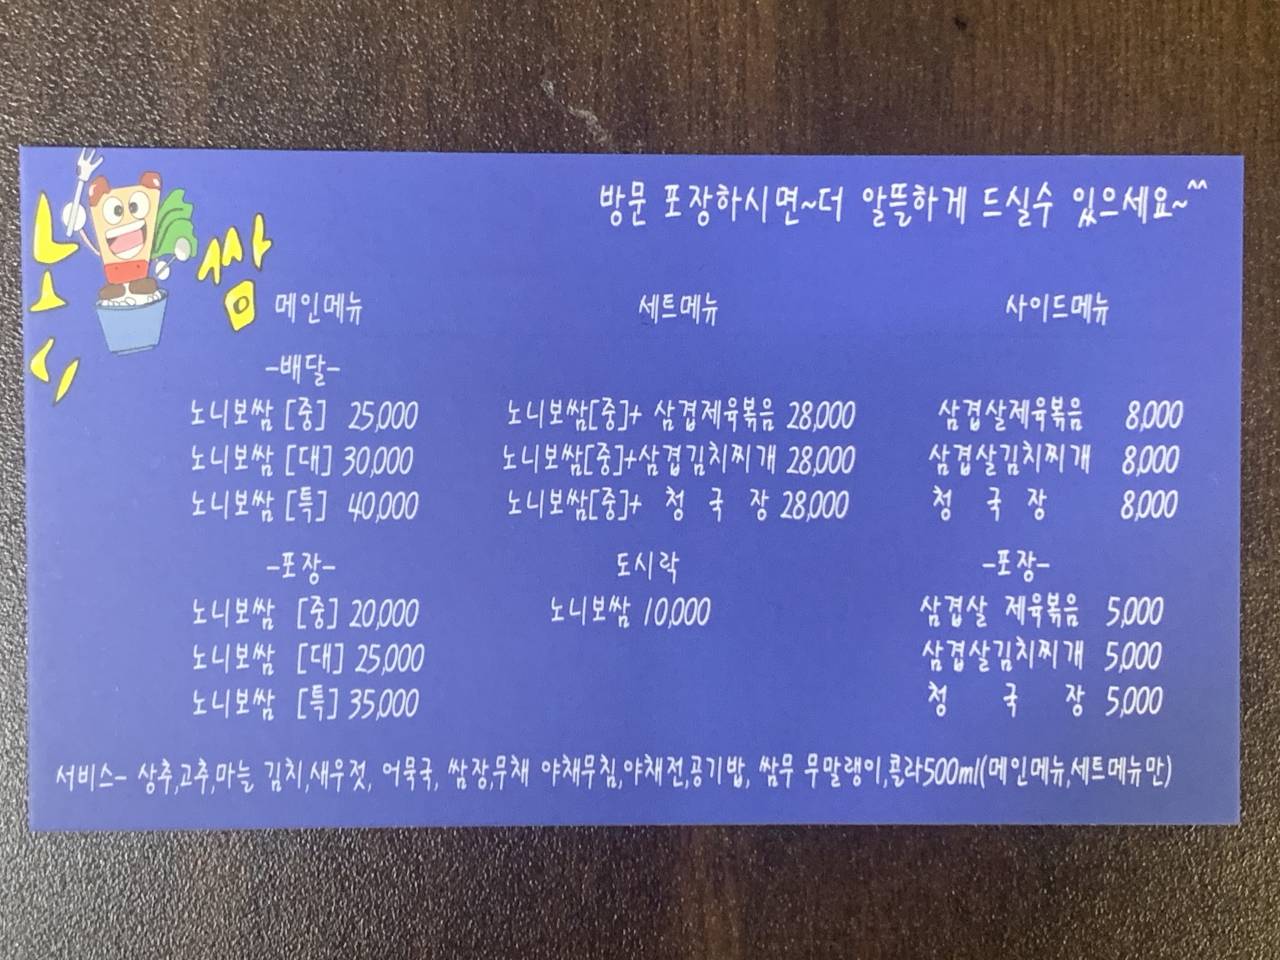 노보쌈
방문 포장하시면~더 알뜰하게 드실수 있으세요~^^
메인메뉴 세트메뉴 사이드메뉴
-배달-
노니보쌈 [중] 25,000 노니보쌈[중]+ 삼겹제육볶음 28,000 삼겹살제육볶음 8,000
노니보쌈 [대] 30,000 노니보쌈[중]+삼겹김치찌개 28,000 삼겹살김치찌개 8,000
노니보쌈 [특] 40,000 노니보쌈[중]+ 청 국 장 28,000 청 국 장 8,000
-포장- 도시락 -포장-
노니보쌈 [중] 20,000 노니보쌈 10,000 삼겹살 제육볶음 5,000
노니보쌈 [대] 25,000 삼겹살김치찌개 5,000
노니보쌈 [특] 35,000 청 국 장 5,000
서비스- 상추,고추,마늘 김치,새우젓, 어묵국, 쌈장,무채 야채무침,야채전,공기밥, 쌈무 무말랭이,콜라500ml(메인메뉴,세트메뉴만)